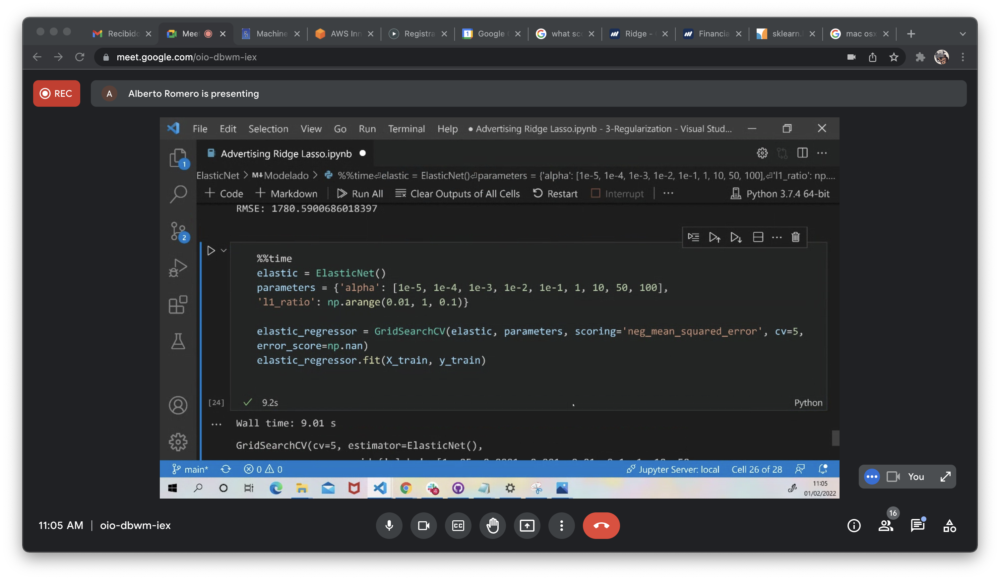 Recibido
Mee
Machine
AWS Inn
Registra
1
Google
what sc
Ridge -
Financia
sklearn.
mac osx
meet.google.com/oio-dbwm-iex
REC
A
Alberto Romero is presenting
File Edit Selection View Go Run Terminal Help ● Advertising Ridge Lasso.ipynb - 3-Regularization - Visual Stud...
Advertising Ridge Lasso.ipynb ●
1
ElasticNet > M↓Modelado > %%time⏎elastic = ElasticNet()⏎parameters = {'alpha': [1e-5, 1e-4, 1e-3, 1e-2, 1e-1, 1, 10, 50, 100],⏎'l1_ratio': np....
+ Code + Markdown Run All Clear Outputs of All Cells Restart Interrupt ... Python 3.7.4 64-bit
RMSE: 1780.5900686018397
2
%%time
elastic = ElasticNet()
parameters = {'alpha': [1e-5, 1e-4, 1e-3, 1e-2, 1e-1, 1, 10, 50, 100],
'l1_ratio': np.arange(0.01, 1, 0.1)}
elastic_regressor = GridSearchCV(elastic, parameters, scoring='neg_mean_squared_error', cv=5,
error_score=np.nan)
elastic_regressor.fit(X_train, y_train)
[24] ✓ 9.2s Python
... Wall time: 9.01 s
GridSearchCV(cv=5, estimator=ElasticNet(),
main* 0 0 Jupyter Server: local Cell 26 of 28
4
11:05
01/02/2022
You
11:05 AM | oio-dbwm-iex
CC
16